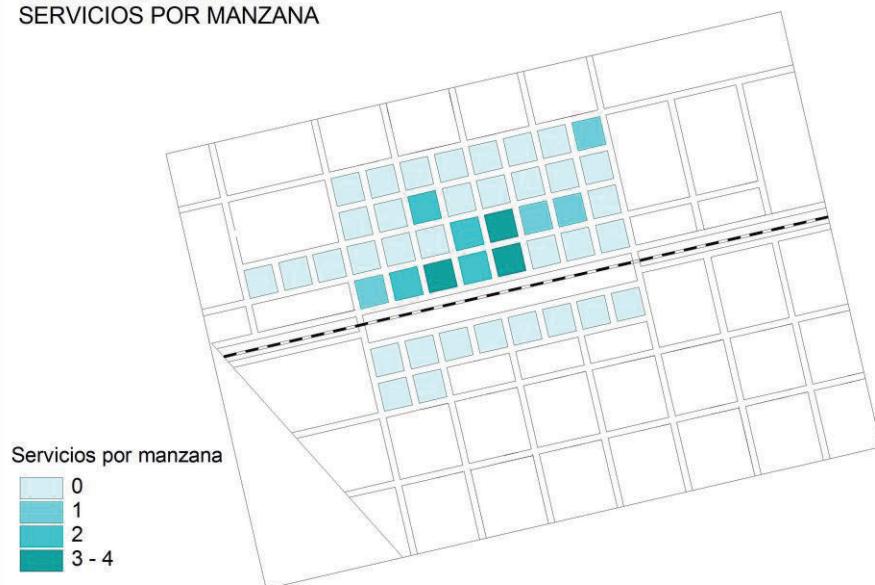 SERVICIOS POR MANZANA
Servicios por manzana
0
1
2
3 - 4